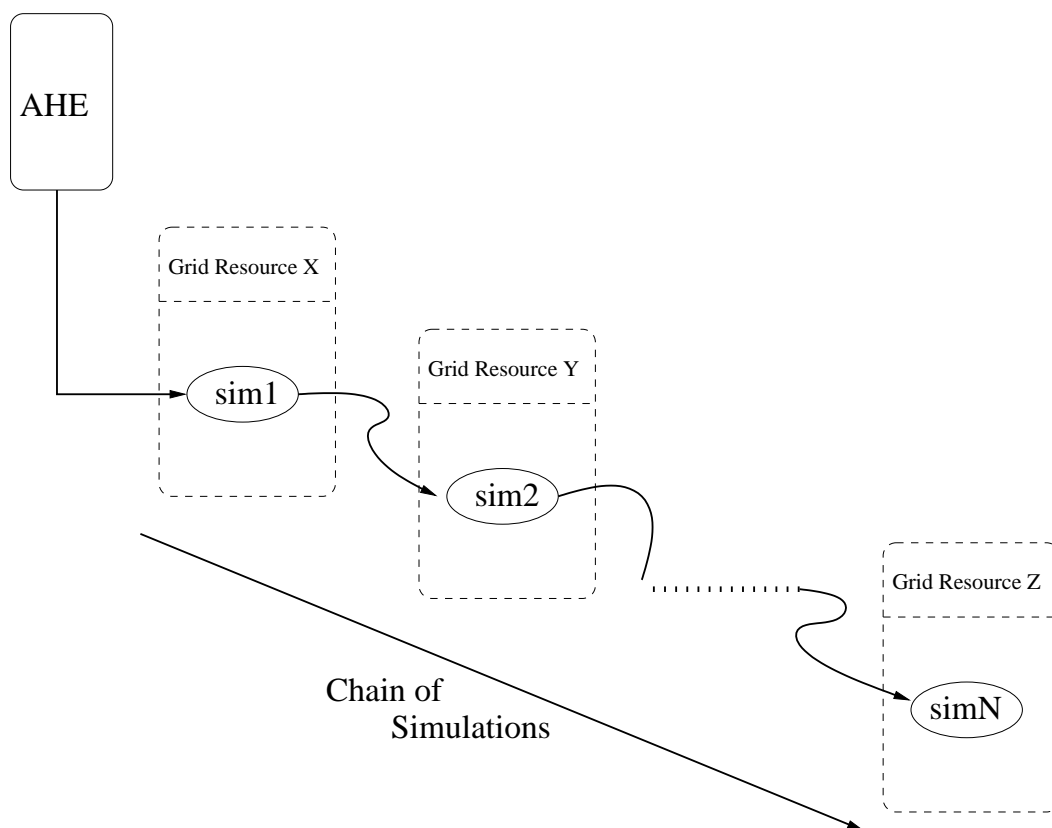 AHE
Grid Resource X
sim1
Grid Resource Y
sim2
Grid Resource Z
simN
Chain of
Simulations